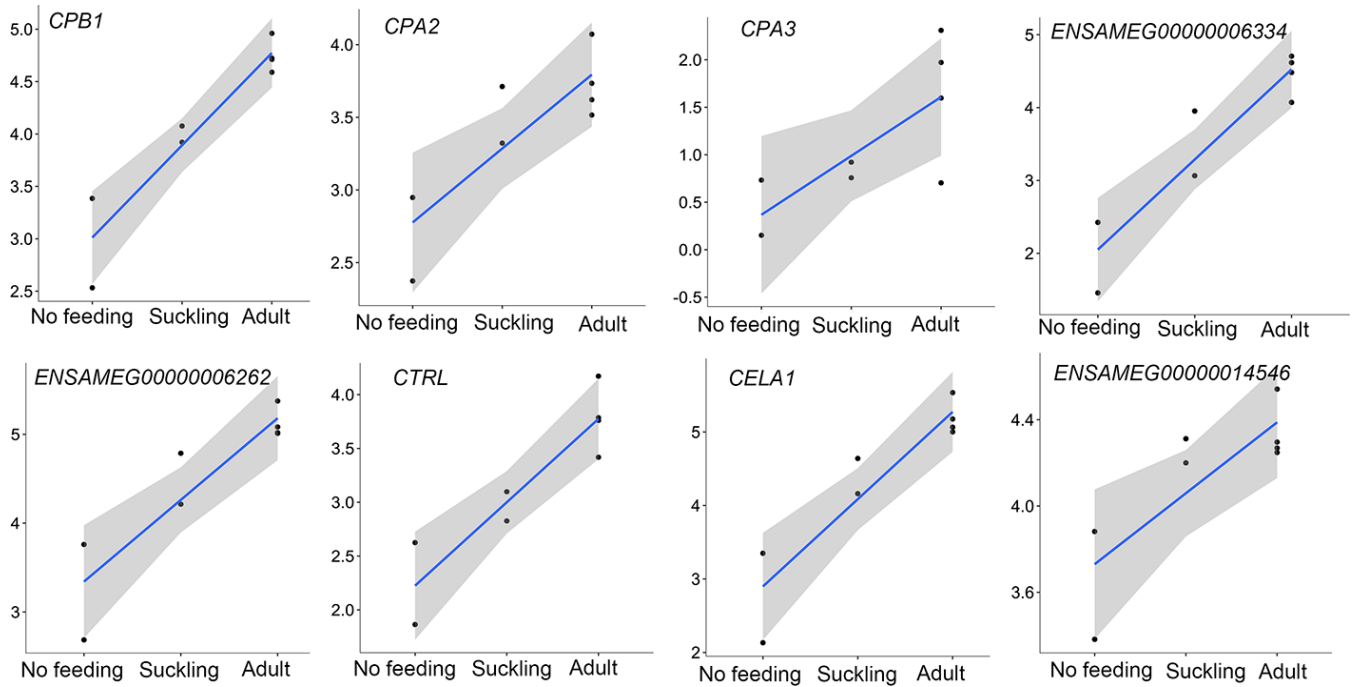 CPB1
5.0
4.5
4.0
3.5
3.0
2.5
No feeding Suckling Adult
CPA2
4.0
3.5
3.0
2.5
No feeding Suckling Adult
CPA3
2.0
1.5
1.0
0.5
0.0
-0.5
No feeding Suckling Adult
ENSAMEG00000006334
5
4
3
2
No feeding Suckling Adult
ENSAMEG00000006262
5
4
3
No feeding Suckling Adult
CTRL
4.0
3.5
3.0
2.5
2.0
No feeding Suckling Adult
CELA1
5
4
3
2
No feeding Suckling Adult
ENSAMEG00000014546
4.4
4.0
3.6
No feeding Suckling Adult